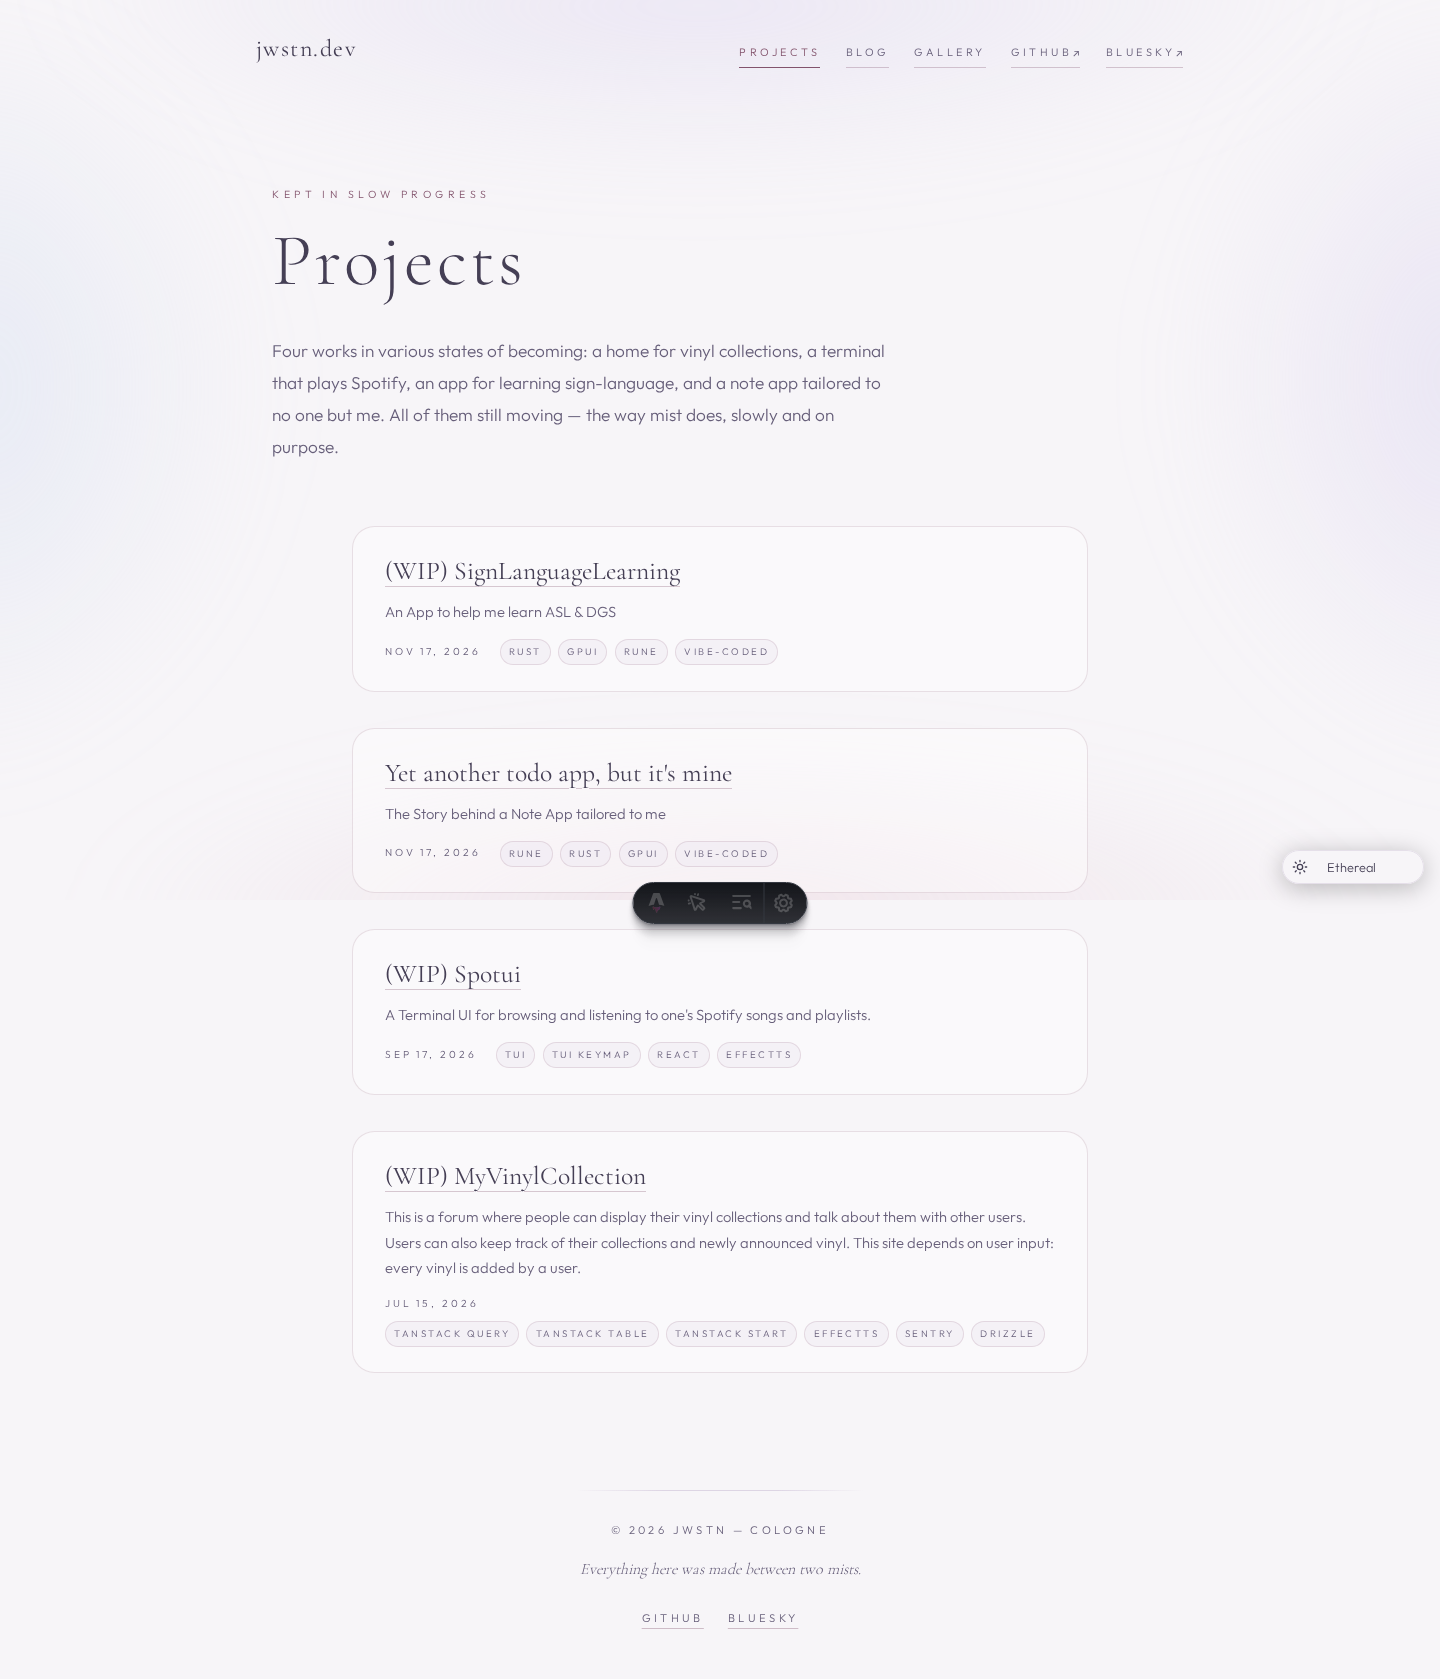 jwstn.dev
PROJECTS BLOG GALLERY GITHUB↗ BLUESKY↗
KEPT IN SLOW PROGRESS
Projects
Four works in various states of becoming: a home for vinyl collections, a terminal
that plays Spotify, an app for learning sign-language, and a note app tailored to
no one but me. All of them still moving — the way mist does, slowly and on
purpose.
(WIP) SignLanguageLearning
An App to help me learn ASL & DGS
NOV 17, 2026 RUST GPUI RUNE VIBE-CODED
Yet another todo app, but it's mine
The Story behind a Note App tailored to me
NOV 17, 2026 RUNE RUST GPUI VIBE-CODED
Ethereal
(WIP) Spotui
A Terminal UI for browsing and listening to one's Spotify songs and playlists.
SEP 17, 2026 TUI TUI KEYMAP REACT EFFECTTS
(WIP) MyVinylCollection
This is a forum where people can display their vinyl collections and talk about them with other users.
Users can also keep track of their collections and newly announced vinyl. This site depends on user input:
every vinyl is added by a user.
JUL 15, 2026
TANSTACK QUERY TANSTACK TABLE TANSTACK START EFFECTTS SENTRY DRIZZLE
© 2026 JWSTN — COLOGNE
Everything here was made between two mists.
GITHUB BLUESKY